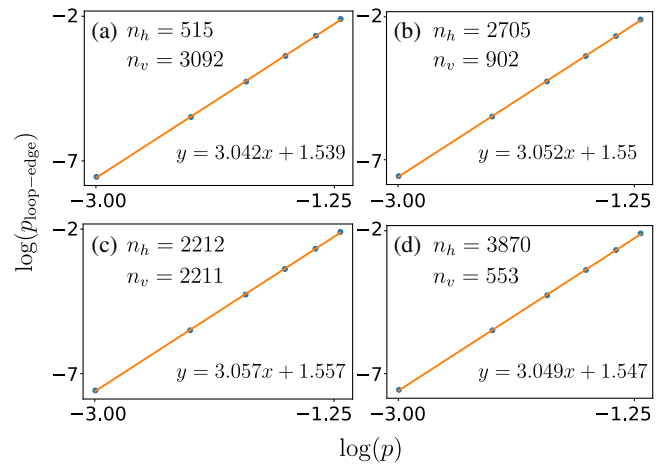 log(p_loop−edge)
−2
−7
(a) n_h = 515
n_v = 3092
y = 3.042x + 1.539
−3.00
−1.25
−2
−7
(b) n_h = 2705
n_v = 902
y = 3.052x + 1.55
−3.00
−1.25
−2
−7
(c) n_h = 2212
n_v = 2211
y = 3.057x + 1.557
−3.00
−1.25
−2
−7
(d) n_h = 3870
n_v = 553
y = 3.049x + 1.547
−3.00
−1.25
log(p)